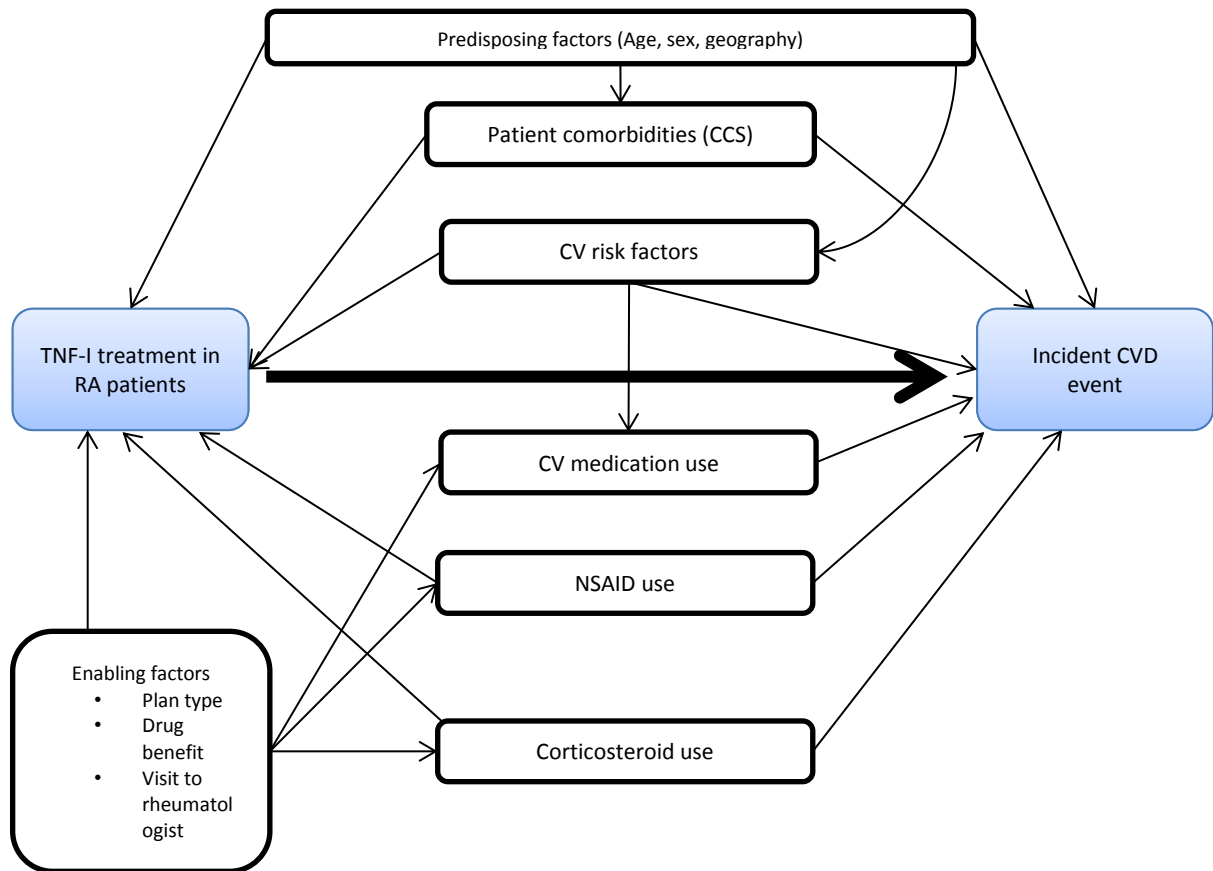 Predisposing factors (Age, sex, geography)
Patient comorbidities (CCS)
CV risk factors
TNF-I treatment in
RA patients
Incident CVD
event
CV medication use
NSAID use
Enabling factors
• Plan type
• Drug
benefit
• Visit to
rheumatol
ogist
Corticosteroid use